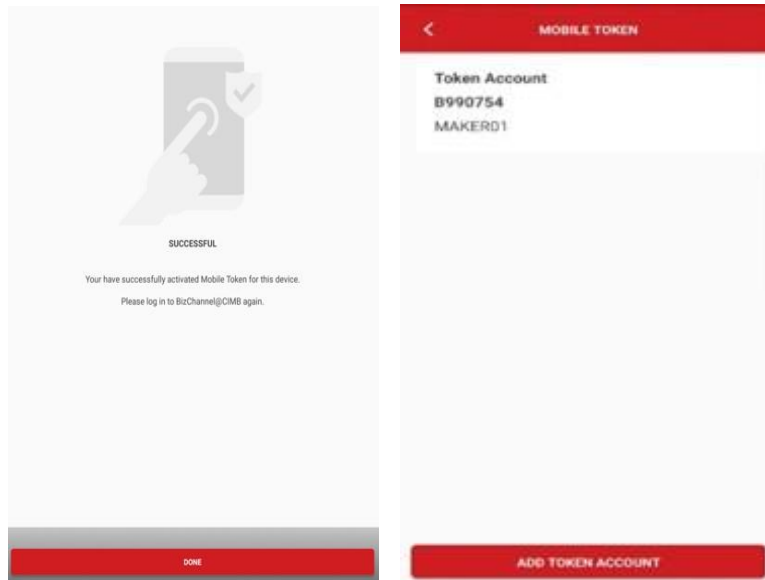 SUCCESSFUL
Your have successfully activated Mobile Token for this device.
Please log in to BizChannel@CIMB again.
DONE
MOBILE TOKEN
Token Account
B990754
MAKER01
ADD TOKEN ACCOUNT